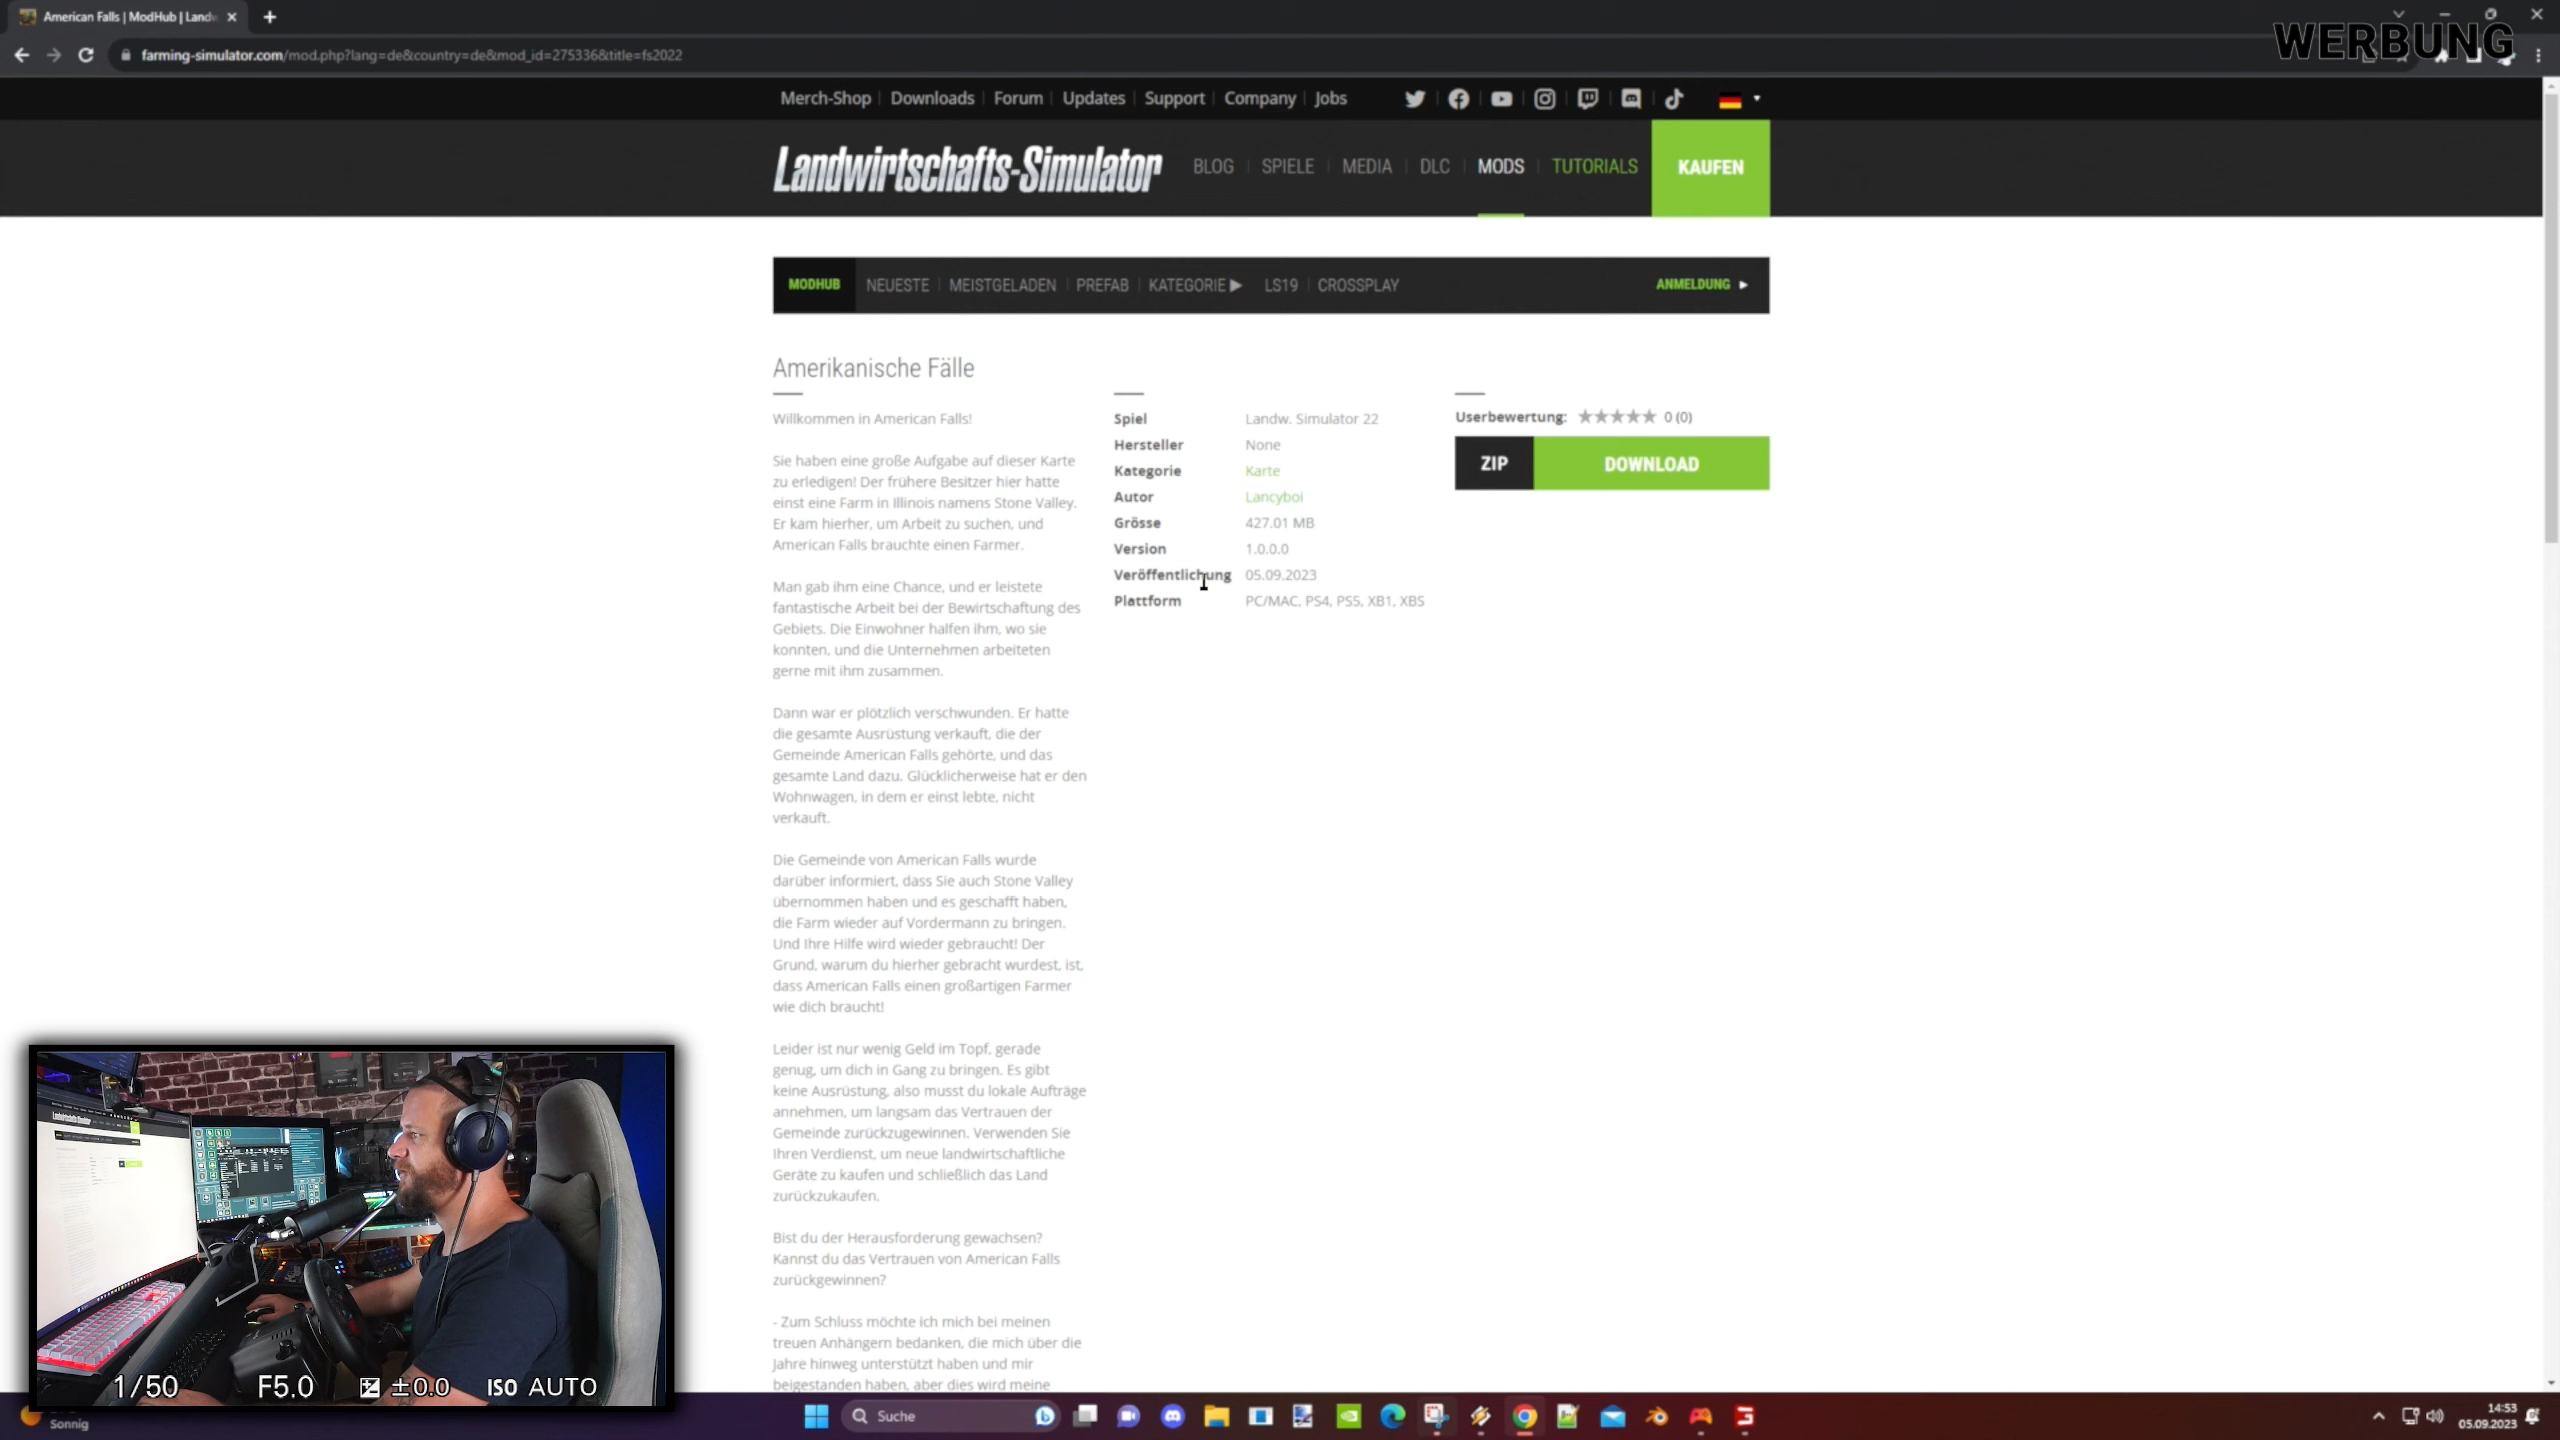 American Falls | ModHub | Landw
WERBUNG
farming-simulator.com/mod.php?lang=de&country=de&mod_id=275336&title=fs2022
Merch-Shop Downloads Forum Updates Support Company Jobs
Landwirtschafts-Simulator
BLOG SPIELE MEDIA DLC MODS TUTORIALS KAUFEN
MODHUB NEUESTE MEISTGELADEN PREFAB KATEGORIE LS19 CROSSPLAY ANMELDUNG
Amerikanische Fälle
Willkommen in American Falls!
Sie haben eine große Aufgabe auf dieser Karte
zu erledigen! Der frühere Besitzer hier hatte
einst eine Farm in Illinois namens Stone Valley.
Er kam hierher, um Arbeit zu suchen, und
American Falls brauchte einen Farmer.
Man gab ihm eine Chance, und er leistete
fantastische Arbeit bei der Bewirtschaftung des
Gebiets. Die Einwohner halfen ihm, wo sie
konnten, und die Unternehmen arbeiteten
gerne mit ihm zusammen.
Dann war er plötzlich verschwunden. Er hatte
die gesamte Ausrüstung verkauft, die der
Gemeinde American Falls gehörte, und das
gesamte Land dazu. Glücklicherweise hat er den
Wohnwagen, in dem er einst lebte, nicht
verkauft.
Die Gemeinde von American Falls wurde
darüber informiert, dass Sie auch Stone Valley
übernommen haben und es geschafft haben,
die Farm wieder auf Vordermann zu bringen.
Und Ihre Hilfe wird wieder gebraucht! Der
Grund, warum du hierher gebracht wurdest, ist,
dass American Falls einen großartigen Farmer
wie dich braucht!
Leider ist nur wenig Geld im Topf, gerade
genug, um dich in Gang zu bringen. Es gibt
keine Ausrüstung, also musst du lokale Aufträge
annehmen, um langsam das Vertrauen der
Gemeinde zurückzugewinnen. Verwenden Sie
Ihren Verdienst, um neue landwirtschaftliche
Geräte zu kaufen und schließlich das Land
zurückzukaufen.
Bist du der Herausforderung gewachsen?
Kannst du das Vertrauen von American Falls
zurückgewinnen?
- Zum Schluss möchte ich mich bei meinen
treuen Anhängern bedanken, die mich über die
Jahre hinweg unterstützt haben und mir
beigestanden haben, aber dies wird meine
Spiel Landw. Simulator 22
Hersteller None
Kategorie Karte
Autor Lancyboi
Grösse 427.01 MB
Version 1.0.0.0
Veröffentlichung 05.09.2023
Plattform PC/MAC, PS4, PS5, XB1, XBS
Userbewertung: 0 (0)
ZIP DOWNLOAD
1/50 F5.0 ±0.0 ISO AUTO
Sonnig
Suche
14:53
05.09.2023